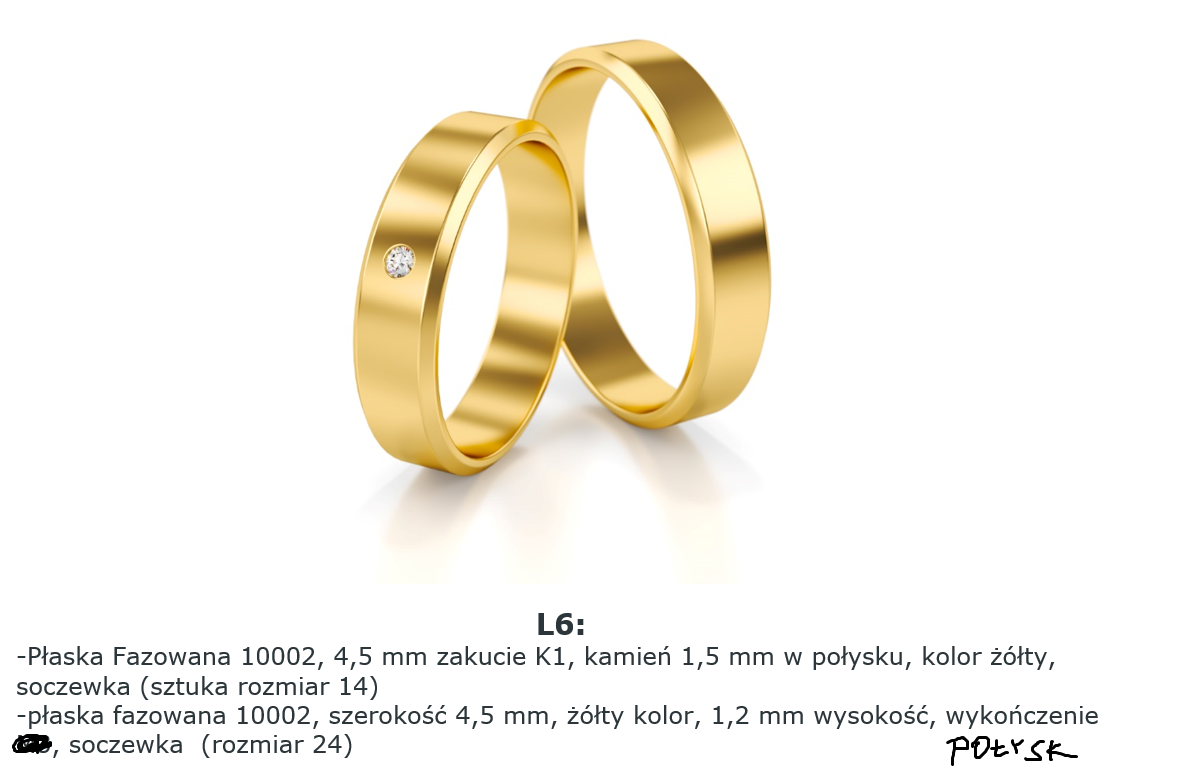 L6:
-Płaska Fazowana 10002, 4,5 mm zakucie K1, kamień 1,5 mm w połysku, kolor żółty,
soczewka (sztuka rozmiar 14)
-płaska fazowana 10002, szerokość 4,5 mm, żółty kolor, 1,2 mm wysokość, wykończenie
, soczewka  (rozmiar 24)
POŁYSK